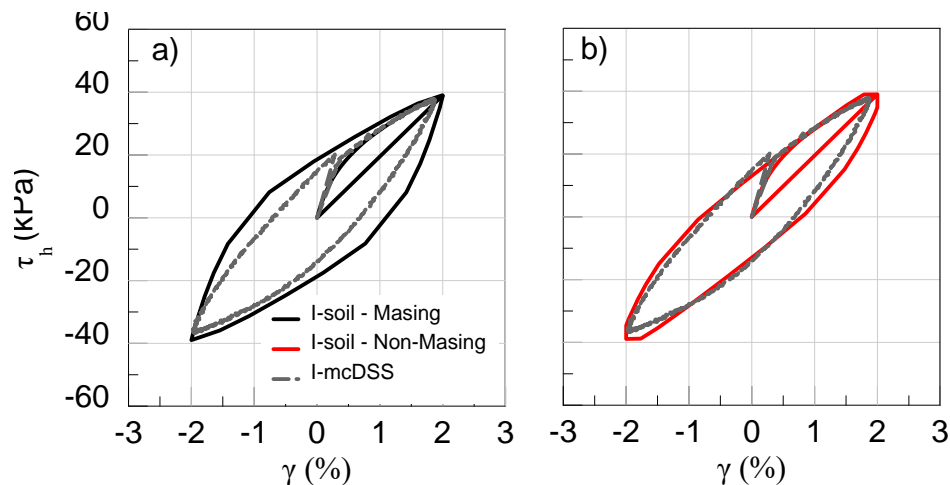 60
40
20
0
-20
-40
-60
τh (kPa)
a)
I-soil - Masing
I-soil - Non-Masing
I-mcDSS
-3 -2 -1 0 1 2 3
γ (%)
b)
-3 -2 -1 0 1 2 3
γ (%)